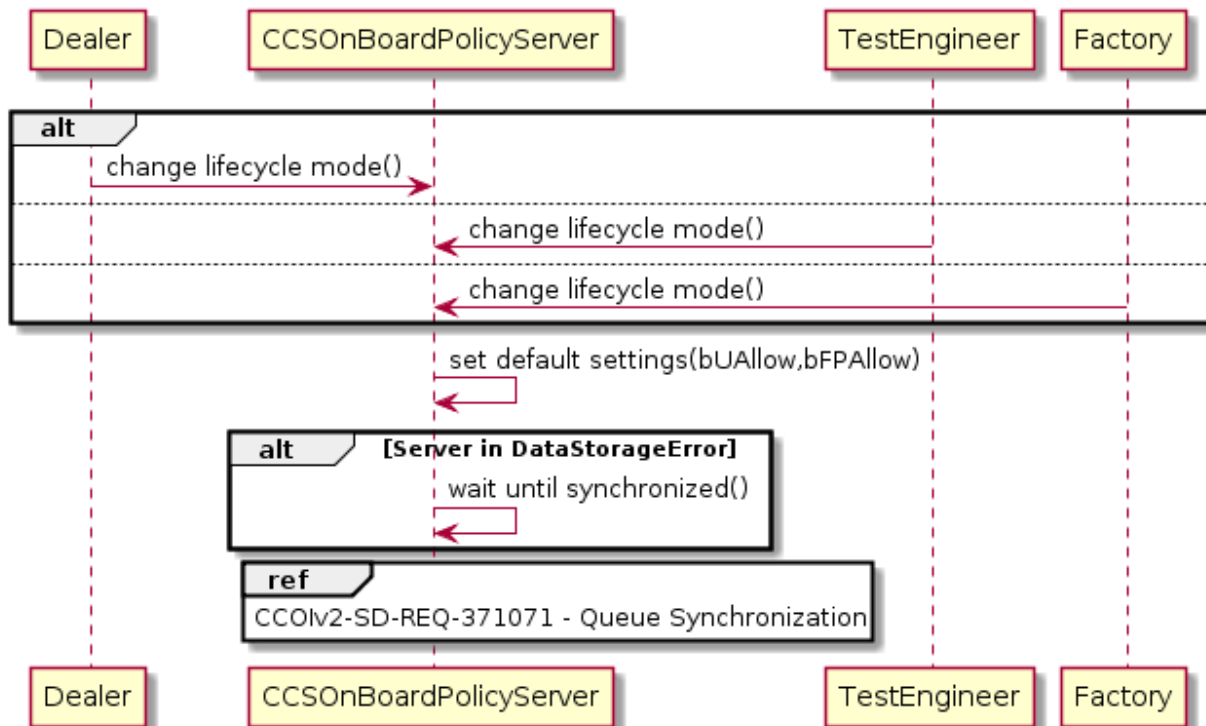 Dealer
CCSOnBoardPolicyServer
TestEngineer
Factory
alt
change lifecycle mode()
change lifecycle mode()
change lifecycle mode()
set default settings(bUAllow,bFPAllow)
alt [Server in DataStorageError]
wait until synchronized()
ref
CCOIv2-SD-REQ-371071 - Queue Synchronization
Dealer
CCSOnBoardPolicyServer
TestEngineer
Factory